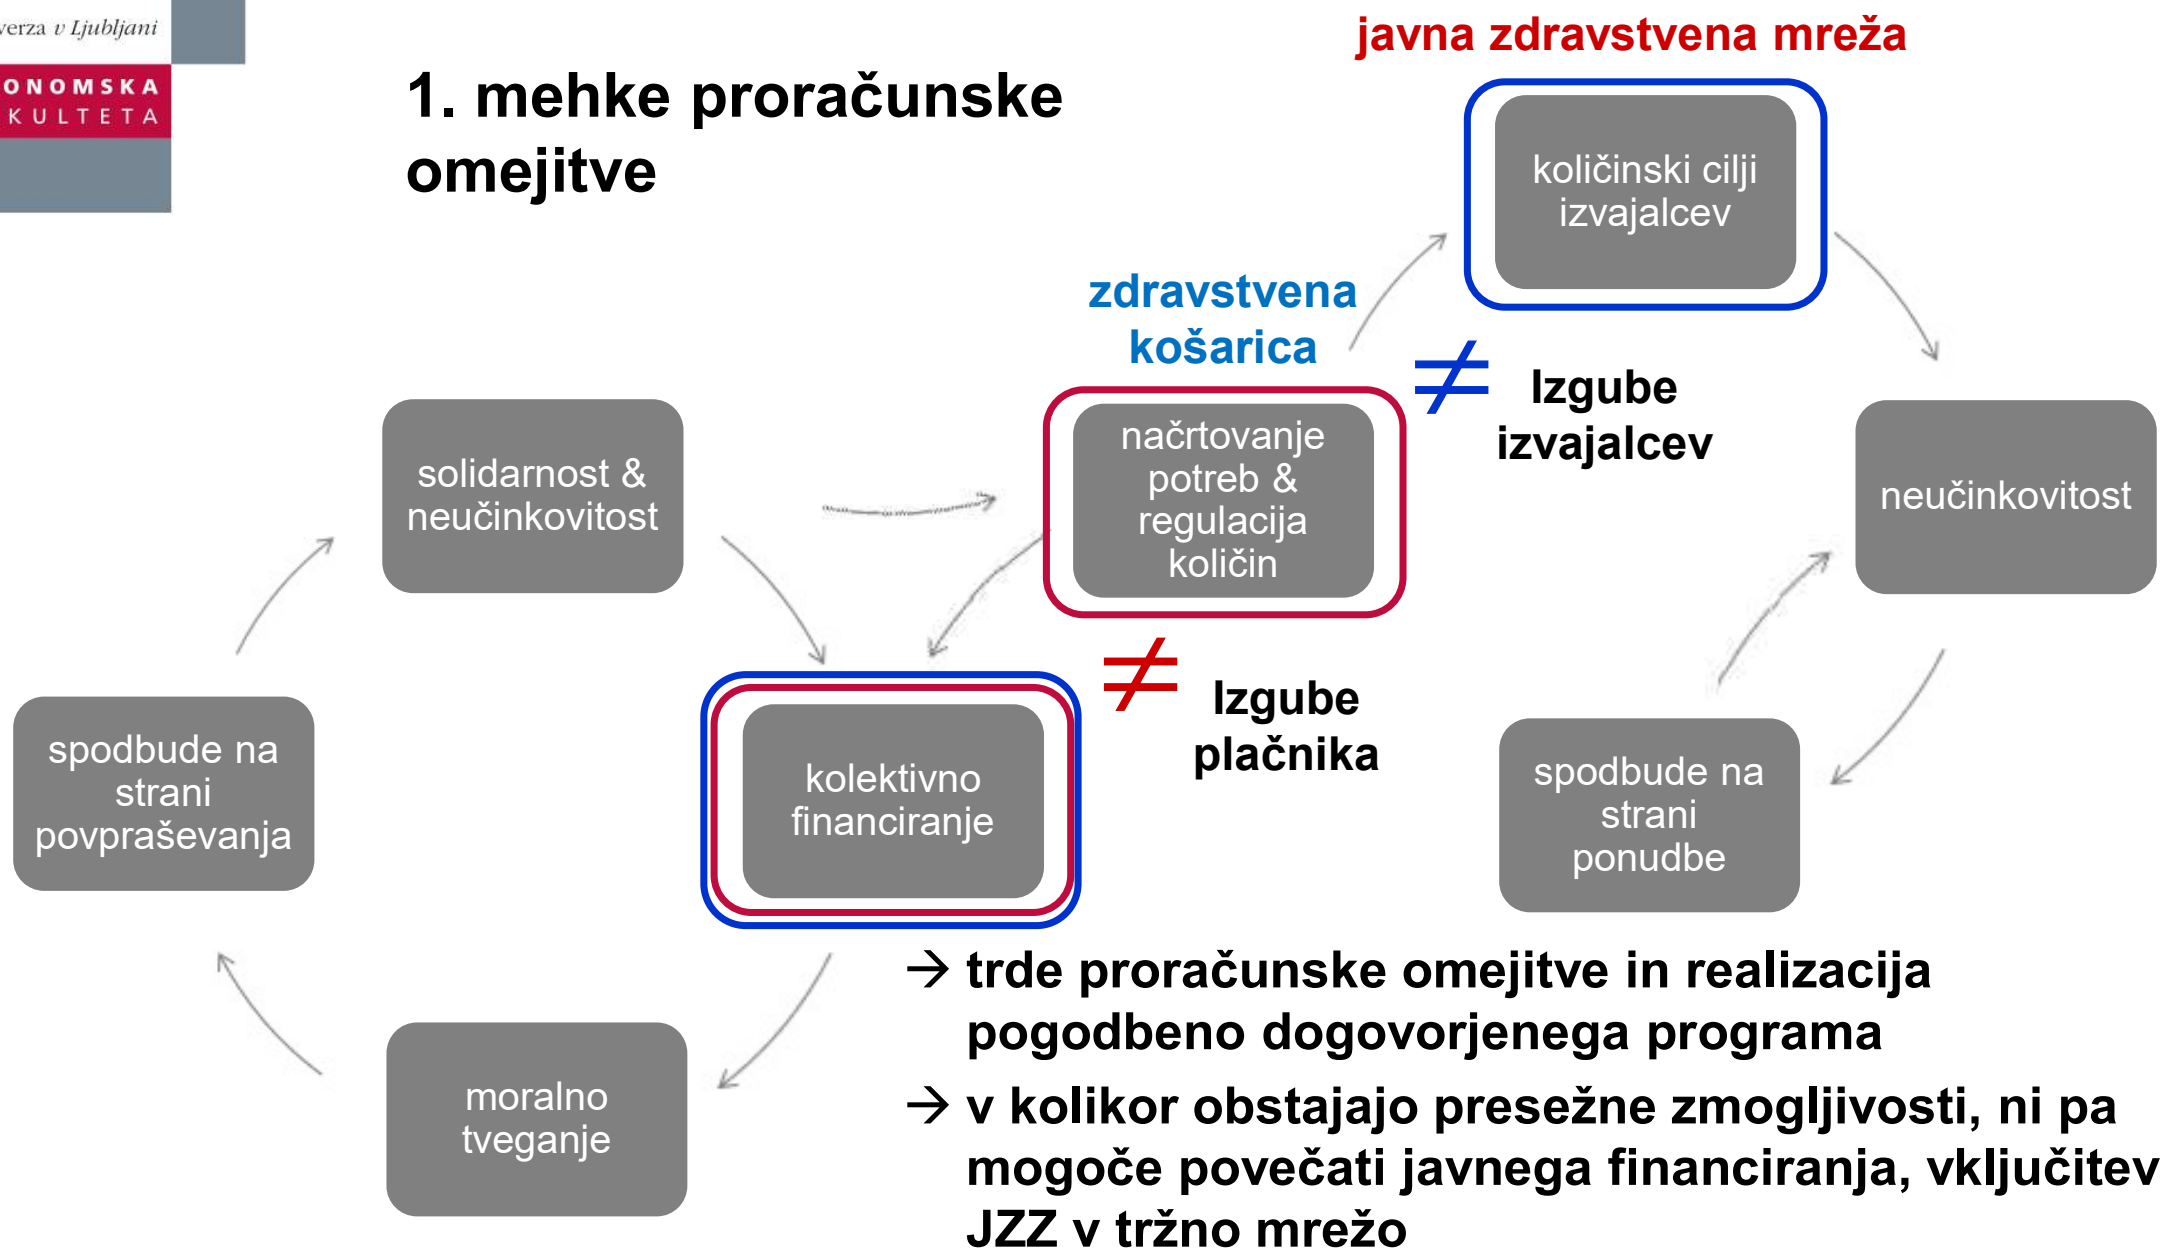 v Ljubljani
javna zdravstvena mreža
1. mehke proračunske
omejitve
količinski cilji
izvajalcev
zdravstvena
košarica
≠
Izgube
izvajalcev
načrtovanje
potreb &
regulacija
količin
solidarnost &
neučinkovitost
neučinkovitost
≠
Izgube
plačnika
spodbude na
strani
povpraševanja
kolektivno
financiranje
spodbude na
strani
ponudbe
moralno
tveganje
→ trde proračunske omejitve in realizacija
pogodbeno dogovorjenega programa
→ v kolikor obstajajo presežne zmogljivosti, ni pa
mogoče povečati javnega financiranja, vključitev
JZZ v tržno mrežo